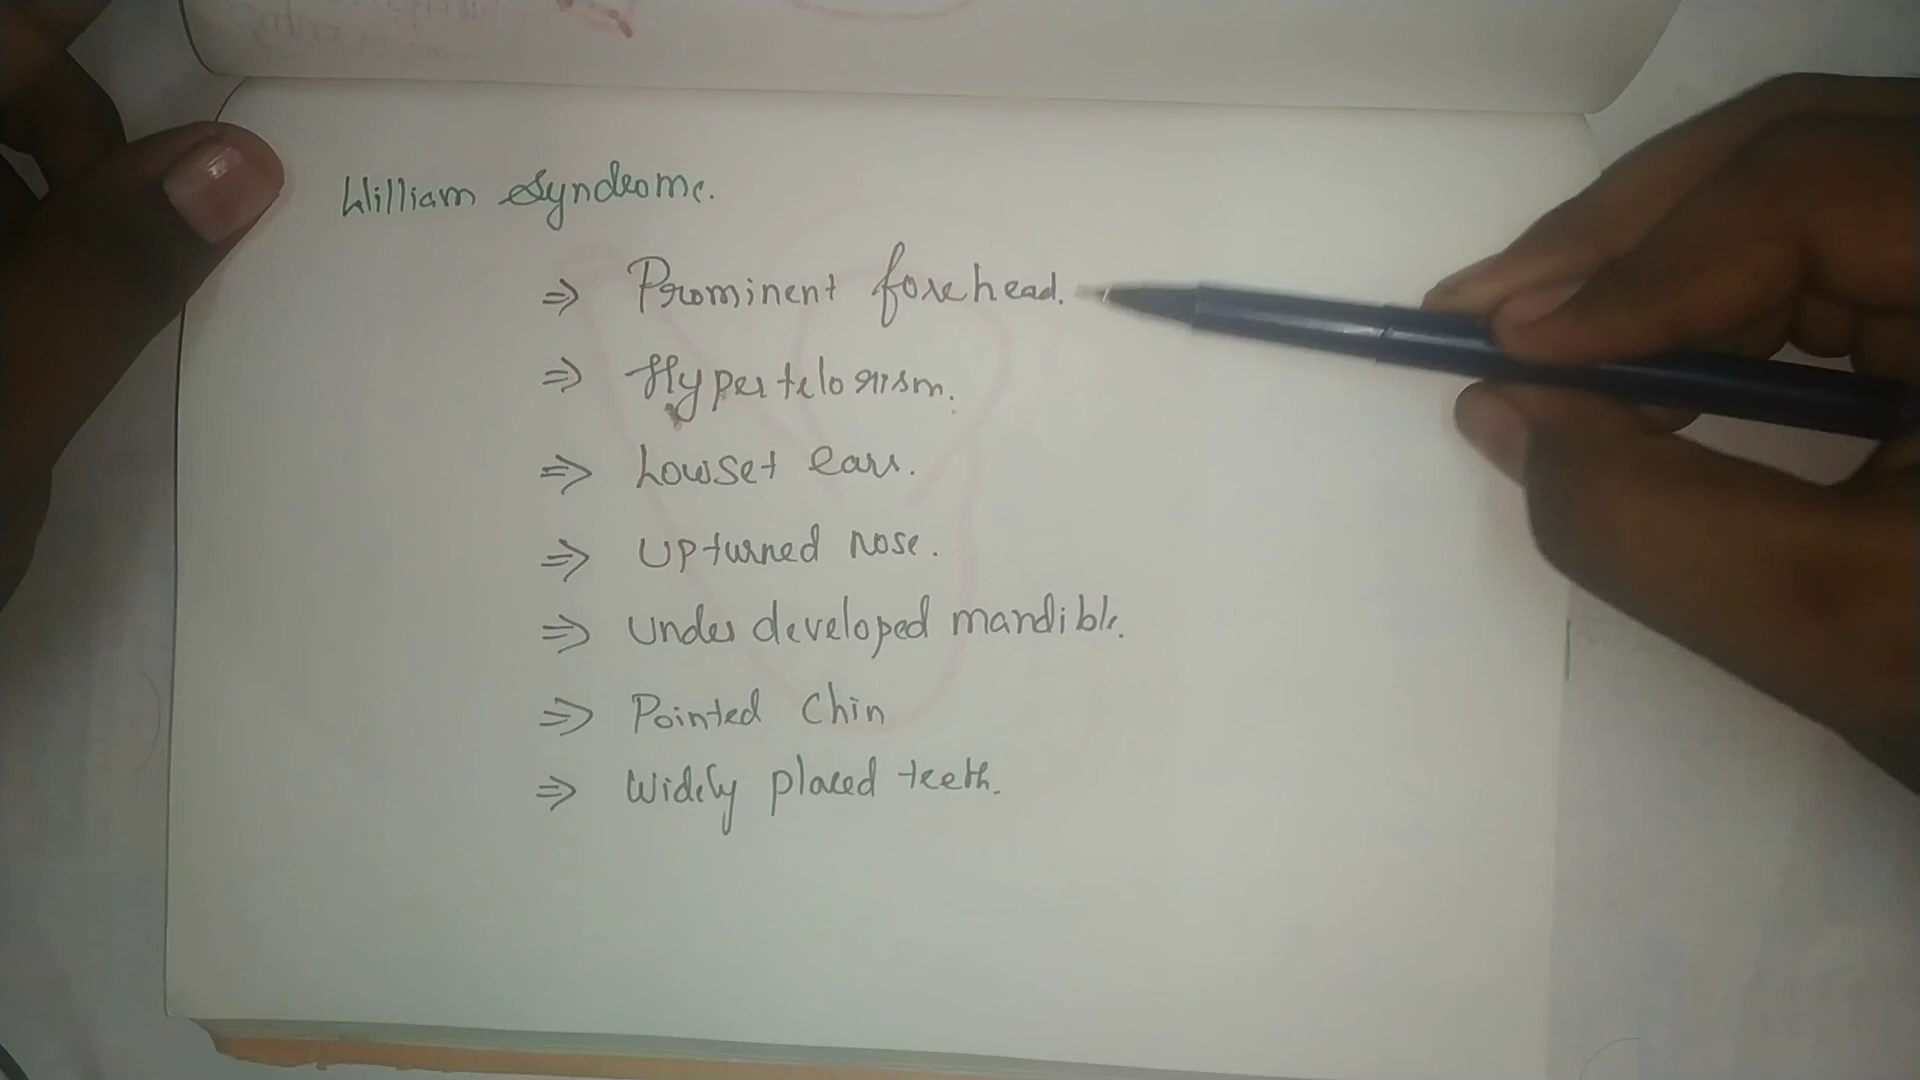 William Syndrome.
⇒ Prominent forehead.
⇒ Hypertelorism.
⇒ Lowset ears.
⇒ Upturned nose.
⇒ Under developed mandible.
⇒ Pointed chin
⇒ Widely placed teeth.